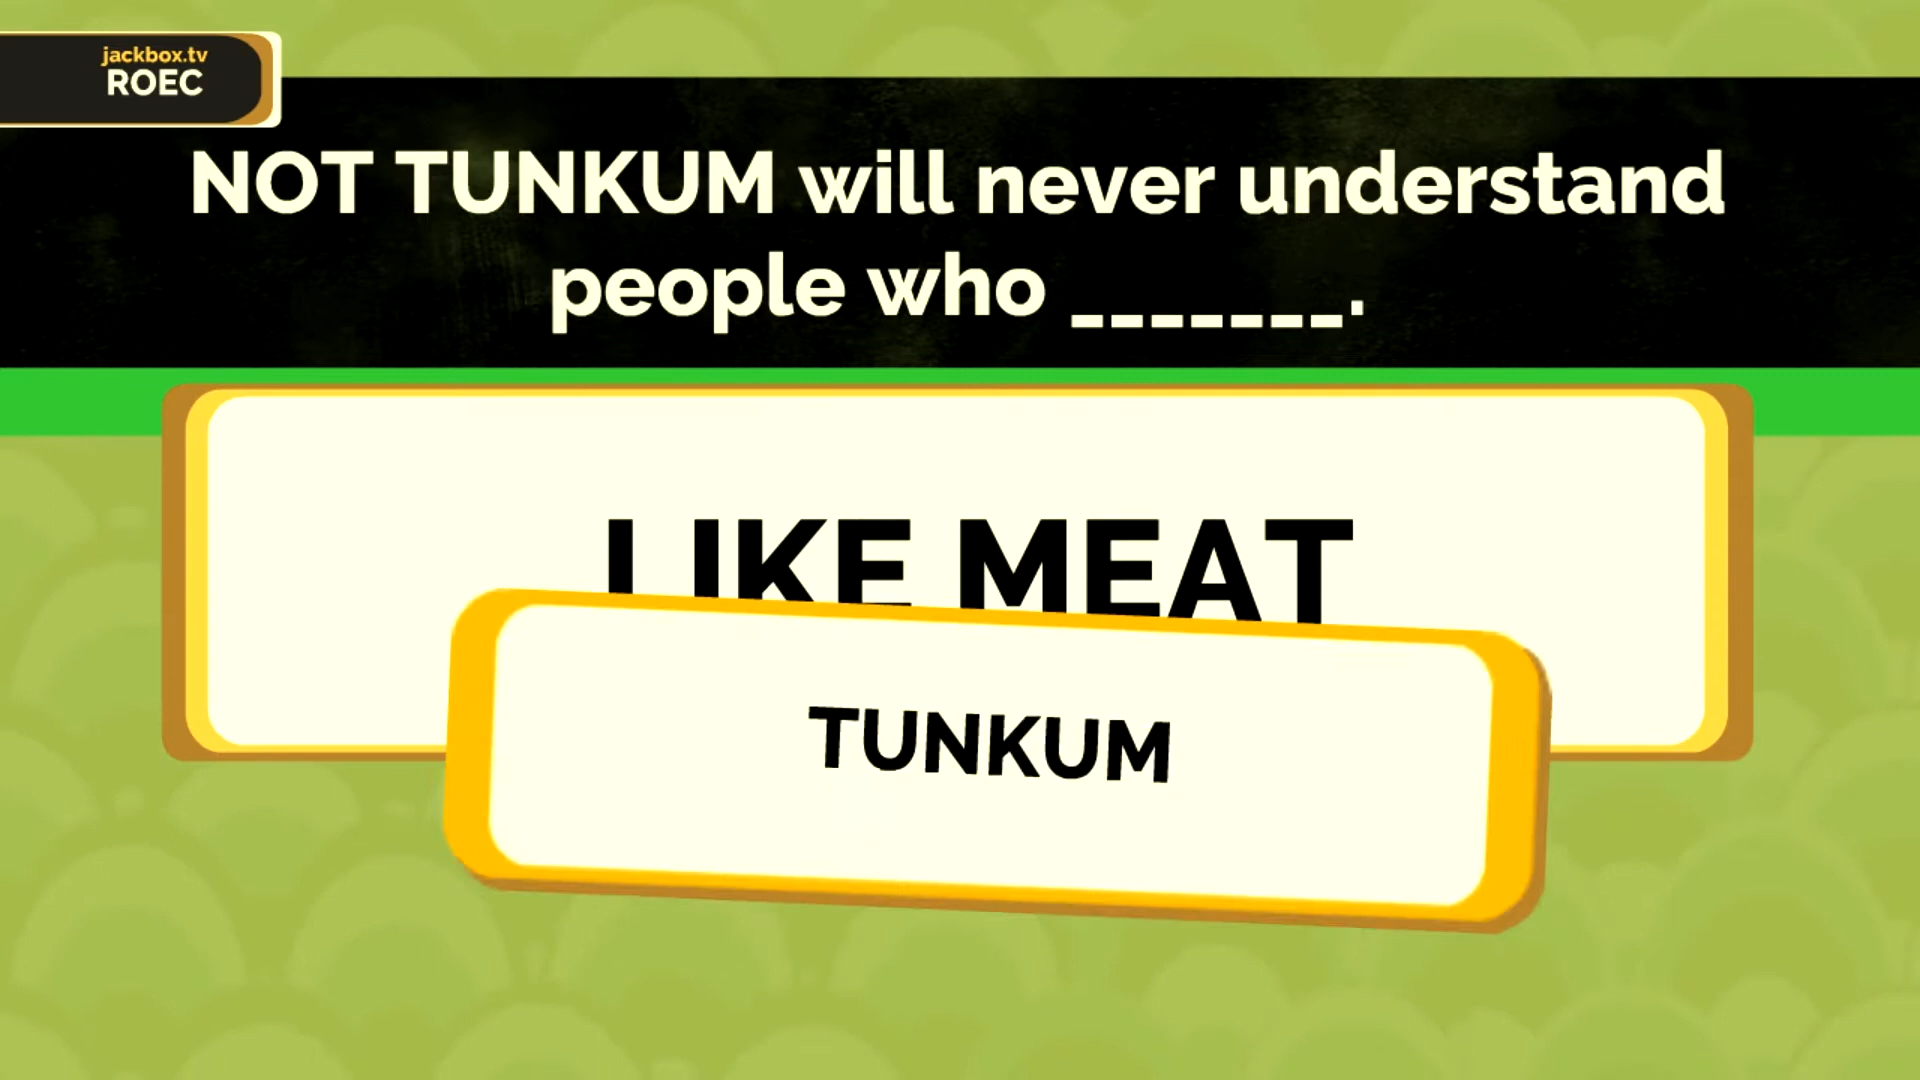 jackbox.tv
ROEC
NOT TUNKUM will never understand
people who _______.
LIKE MEAT
TUNKUM